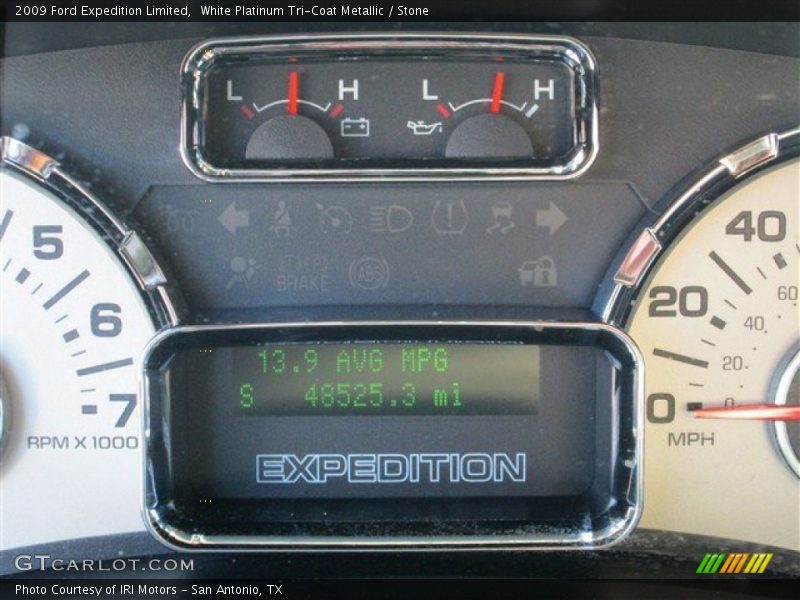 2009 Ford Expedition Limited, White Platinum Tri-Coat Metallic / Stone
L H L H
BRAKE
ABS
5
6
7
RPM X 1000
13.9 AVG MPG
S 48525.3 mi
EXPEDITION
40
20
0
60
40
20
0
MPH
GTCARLOT.COM
Photo Courtesy of IRI Motors - San Antonio, TX